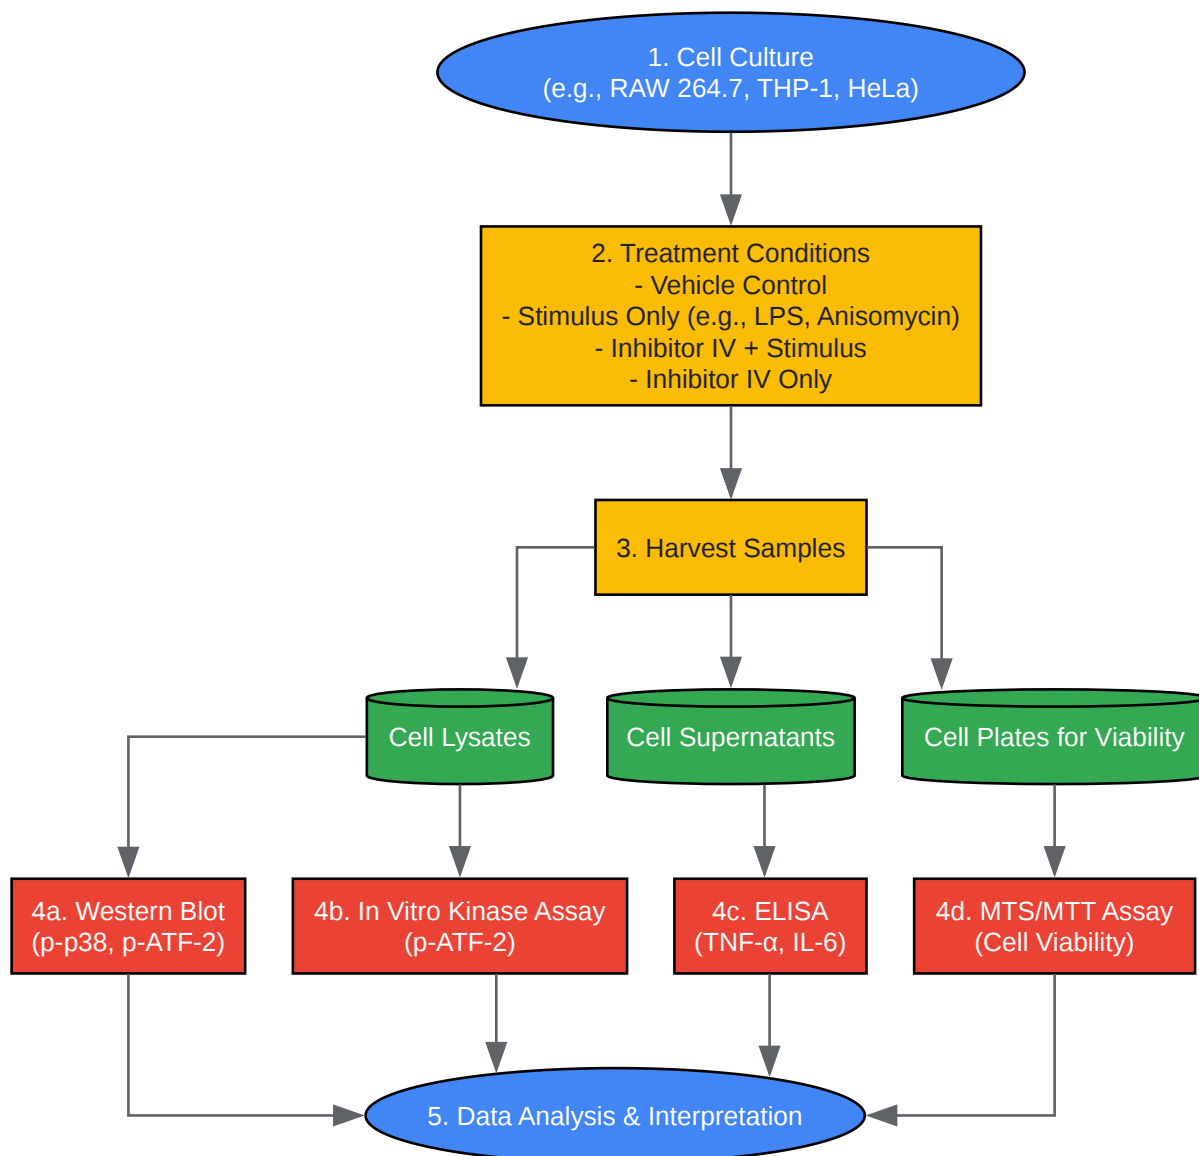 1. Cell Culture
(e.g., RAW 264.7, THP-1, HeLa)
2. Treatment Conditions
- Vehicle Control
- Stimulus Only (e.g., LPS, Anisomycin)
- Inhibitor IV + Stimulus
- Inhibitor IV Only
3. Harvest Samples
Cell Lysates
Cell Supernatants
Cell Plates for Viability
4a. Western Blot
(p-p38, p-ATF-2)
4b. In Vitro Kinase Assay
(p-ATF-2)
4c. ELISA
(TNF-α, IL-6)
4d. MTS/MTT Assay
(Cell Viability)
5. Data Analysis & Interpretation